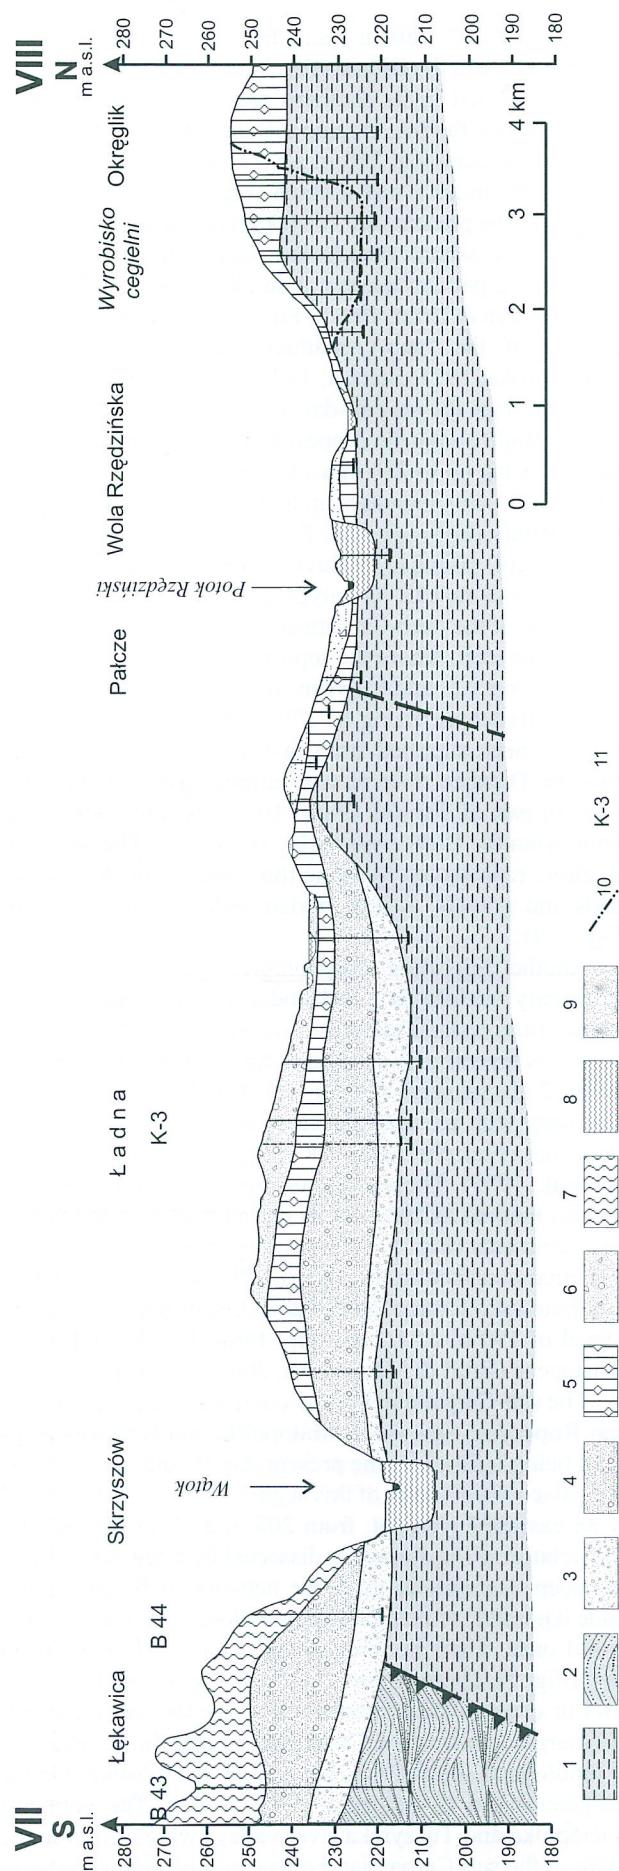 VII
S
m a.s.l.
280
270
260
250
240
230
220
210
200
190
180
B 43
Łękawica
B 44
Skrzyszów
Wątok
Ładna
K-3
Pałcze
Potok Rzędziński
Wola Rzędzińska
Wyrobisko
cegielni
Okręglik
VIII
N
m a.s.l.
280
270
260
250
240
230
220
210
200
190
180
0 1 2 3 4 km
1 2 3 4 5 6 7 8 9 10 K-3 11